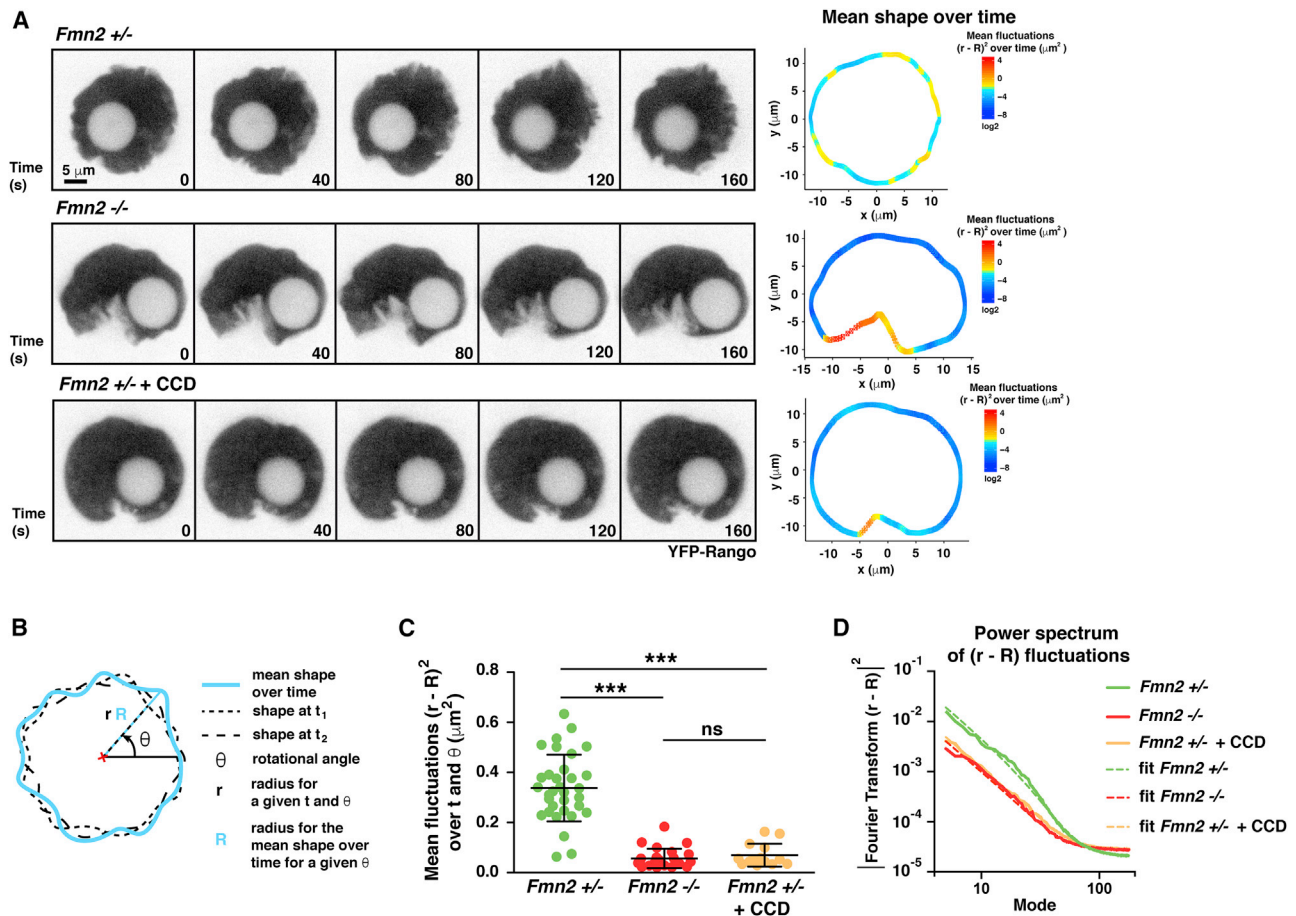 A
Fmn2 +/-
Time
(s)
5 μm
0
40
80
120
160
Mean shape over time
Mean fluctuations
(r - R)² over time (μm²)
4
0
-4
-8
log2
10
5
0
-5
-10
y (μm)
-10 -5 0 5 10
x (μm)
Fmn2 -/-
Time
(s)
0
40
80
120
160
Mean fluctuations
(r - R)² over time (μm²)
4
0
-4
-8
log2
10
5
0
-5
-10
y (μm)
-15 -10 -5 0 5 10 15
x (μm)
Fmn2 +/- + CCD
Time
(s)
0
40
80
120
160
YFP-Rango
Mean fluctuations
(r - R)² over time (μm²)
4
0
-4
-8
log2
10
5
0
-5
-10
y (μm)
-10 -5 0 5 10
x (μm)
B
r R
θ
mean shape
over time
shape at t₁
shape at t₂
θ rotational angle
r radius for
a given t and θ
R radius for the
mean shape over
time for a given θ
C
Mean fluctuations (r - R)²
over t and θ (μm²)
0.8
0.6
0.4
0.2
0.0
***
***
ns
Fmn2 +/-
Fmn2 -/-
Fmn2 +/-
+ CCD
D
Power spectrum
of (r - R) fluctuations
| Fourier Transform (r - R)|²
10⁻¹
10⁻²
10⁻³
10⁻⁴
10⁻⁵
10 100
Mode
Fmn2 +/-
Fmn2 -/-
Fmn2 +/- + CCD
fit Fmn2 +/-
fit Fmn2 -/-
fit Fmn2 +/- + CCD